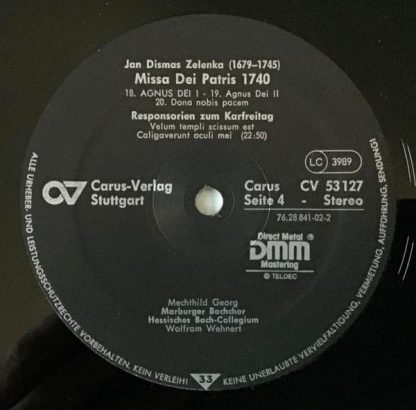 Jan Dismas Zelenka (1679–1745)
Missa Dei Patris 1740
18. AGNUS DEI I - 19. Agnus Dei II
20. Dona nobis pacem
Responsorien zum Karfreitag
Velum templi scissum est
Caligaverunt oculi mei (22:50)
LC 3989
Carus-Verlag
Stuttgart
Carus CV 53127
Seite 4 - Stereo
76.28 841-02-2
Direct Metal ®
DMM
Mastering
© TELDEC
Mechthild Georg
Marburger Bachchor
Hessisches Bach-Collegium
Wolfram Wehnert
ALLE URHEBER- UND LEISTUNGSSCHUTZRECHTE VORBEHALTEN. KEIN VERLEIH! 33 KEINE UNERLAUBTE VERVIELFÄLTIGUNG, VERMIETUNG, AUFFÜHRUNG, SENDUNG!